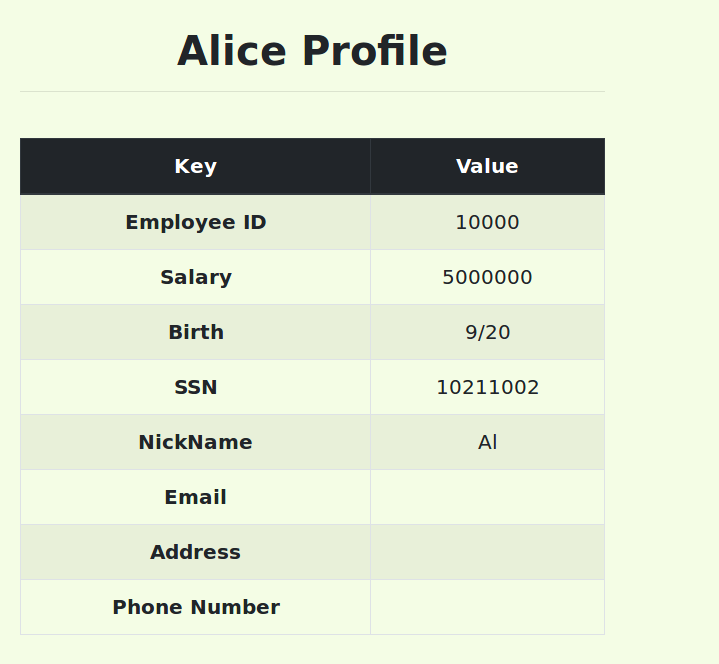 Alice Profile
Key Value
Employee ID 10000
Salary 5000000
Birth 9/20
SSN 10211002
NickName Al
Email
Address
Phone Number